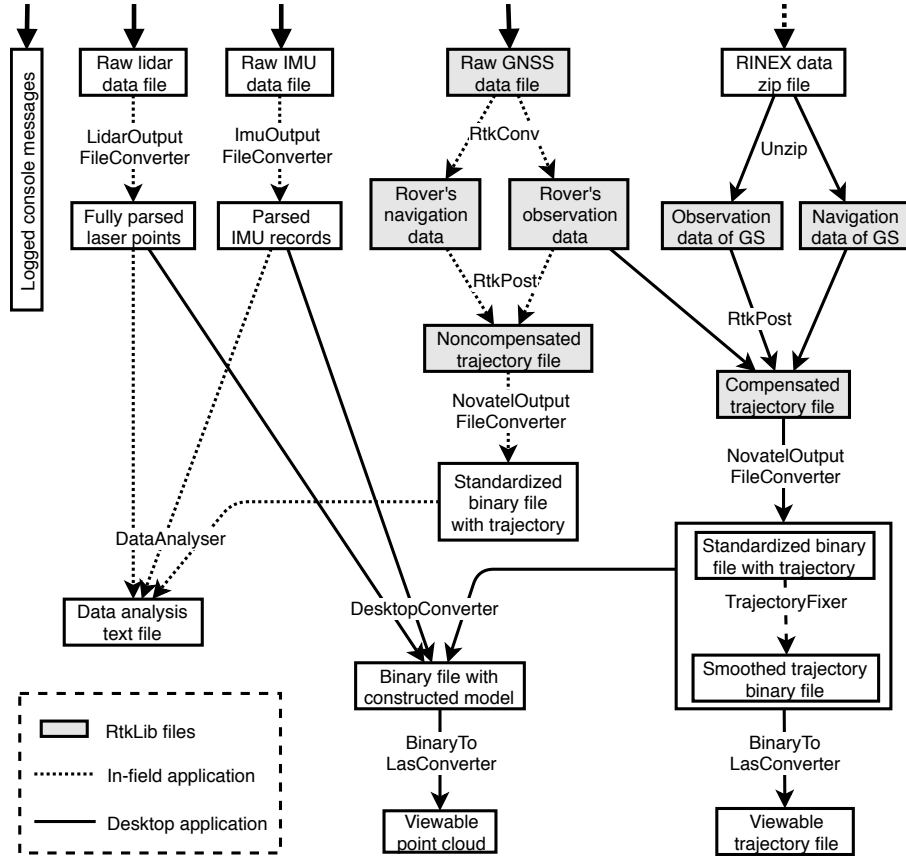 Logged console messages
Raw lidar
data file
Raw IMU
data file
Raw GNSS
data file
RINEX data
zip file
LidarOutput
FileConverter
ImuOutput
FileConverter
RtkConv
Unzip
Fully parsed
laser points
Parsed
IMU records
Rover's
navigation
data
Rover's
observation
data
Observation
data of GS
Navigation
data of GS
RtkPost
RtkPost
Noncompensated
trajectory file
Compensated
trajectory file
NovatelOutput
FileConverter
NovatelOutput
FileConverter
Standardized
binary file
with trajectory
DataAnalyser
Standardized binary
file with trajectory
TrajectoryFixer
Smoothed trajectory
binary file
Data analysis
text file
DesktopConverter
Binary file with
constructed model
BinaryTo
LasConverter
BinaryTo
LasConverter
Viewable
point cloud
Viewable
trajectory file
RtkLib files
In-field application
Desktop application